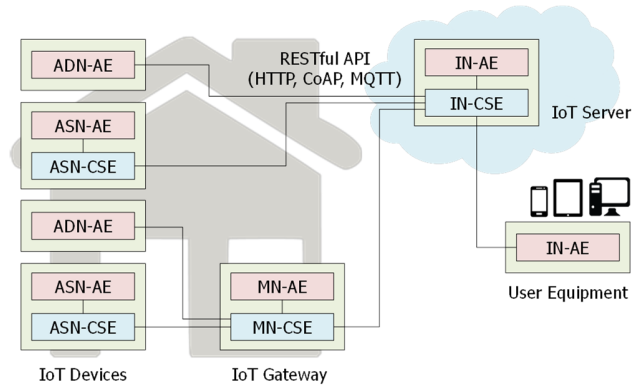 ADN-AE
RESTful API
(HTTP, CoAP, MQTT)
IN-AE
IN-CSE
IoT Server
ASN-AE
ASN-CSE
ADN-AE
IN-AE
User Equipment
ASN-AE
ASN-CSE
MN-AE
MN-CSE
IoT Devices
IoT Gateway